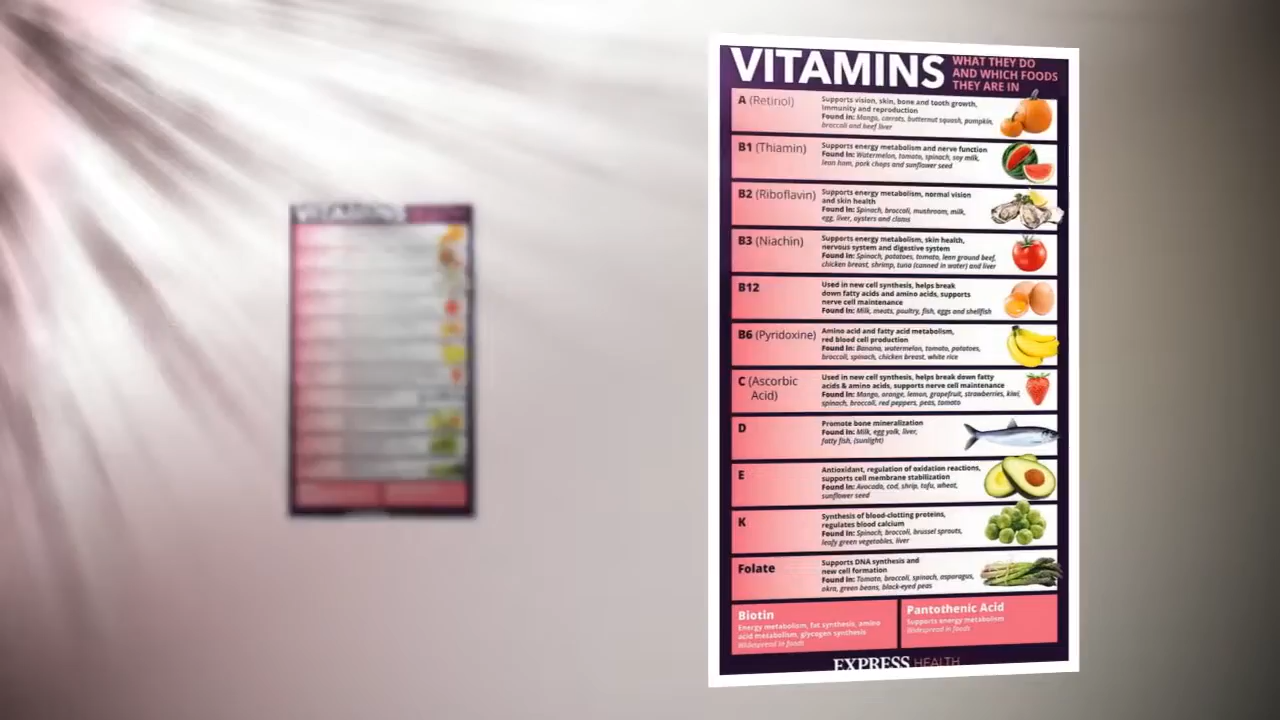 VITAMINS
WHAT THEY DO
AND WHICH FOODS
THEY ARE IN
A (Retinol)
Supports vision, skin, bone and tooth growth,
immunity and reproduction
Found in: Mango, carrots, butternut squash, pumpkin,
broccoli and beef liver
B1 (Thiamin)
Supports energy metabolism and nerve function
Found in: Watermelon, tomato, spinach, soy milk,
lean ham, pork chops and sunflower seed
B2 (Riboflavin)
Supports energy metabolism, normal vision
and skin health
Found in: Spinach, broccoli, mushroom, milk,
egg, liver, oysters and clams
B3 (Niachin)
Supports energy metabolism, skin health,
nervous system and digestive system
Found in: Spinach, potatoes, tomato, lean ground beef,
chicken breast, shrimp, tuna (canned in water) and liver
B12
Used in new cell synthesis, helps break
down fatty acids and amino acids, supports
nerve cell maintenance
Found in: Milk, meats, poultry, fish, eggs and shellfish
B6 (Pyridoxine)
Amino acid and fatty acid metabolism,
red blood cell production
Found in: Banana, watermelon, tomato, potatoes,
broccoli, spinach, chicken breast, white rice
C (Ascorbic
Acid)
Used in new cell synthesis, helps break down fatty
acids & amino acids, supports nerve cell maintenance
Found in: Mango, orange, lemon, grapefruit, strawberries, kiwi,
spinach, broccoli, red peppers, peas, tomato
D
Promote bone mineralization
Found in: Milk, egg yolk, liver,
fatty fish, (sunlight)
E
Antioxidant, regulation of oxidation reactions,
supports cell membrane stabilization
Found in: Avocado, cod, shrip, tofu, wheat,
sunflower seed
K
Synthesis of blood-clotting proteins,
regulates blood calcium
Found in: Spinach, broccoli, brussel sprouts,
leafy green vegetables, liver
Folate
Supports DNA synthesis and
new cell formation
Found in: Tomato, broccoli, spinach, asparagus,
okra, green beans, black-eyed peas
Biotin
Energy metabolism, fat synthesis, amino
acid metabolism, glycogen synthesis
Widespread in foods
Pantothenic Acid
Supports energy metabolism
Widespread in foods
EXPRESS HEALTH
VITAMINS